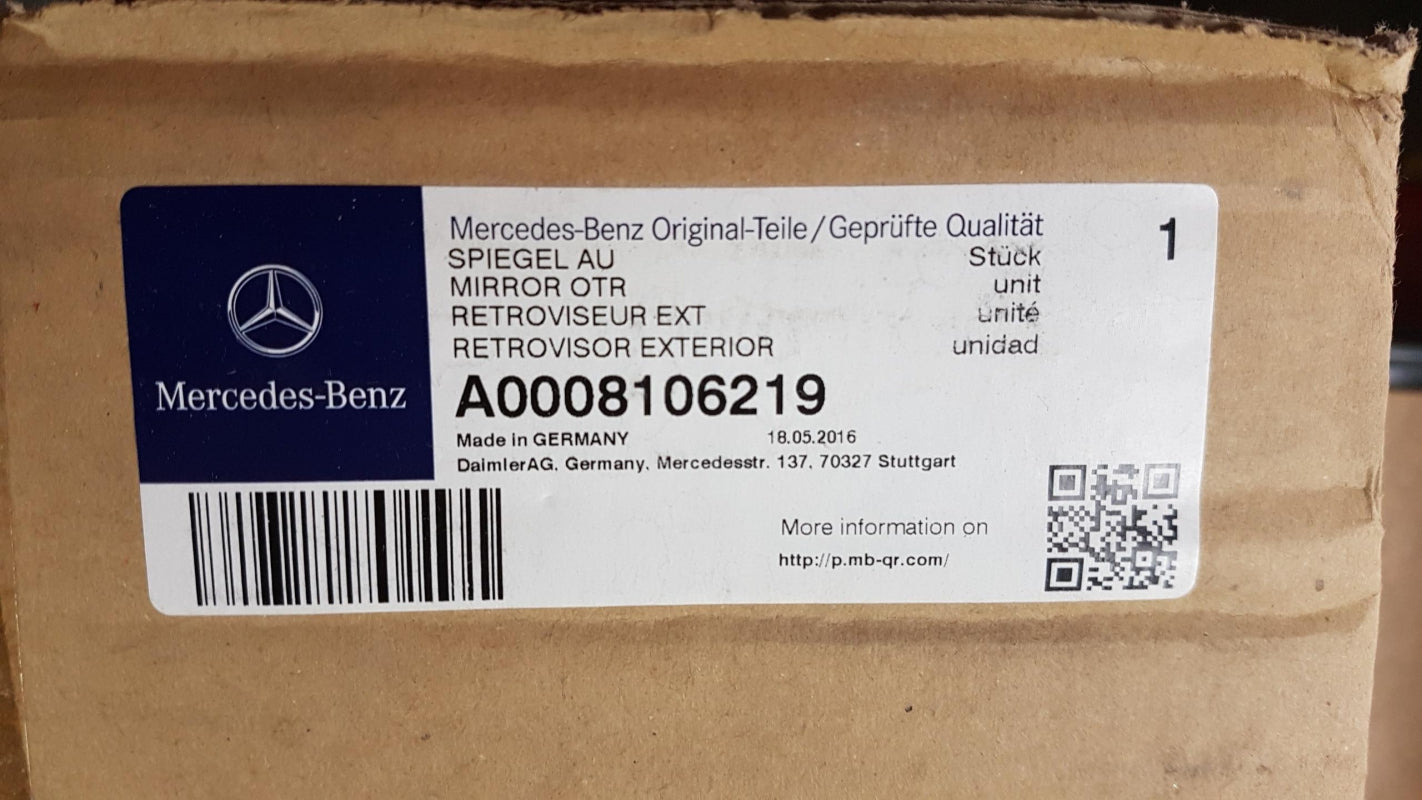 Mercedes-Benz Original-Teile/Geprüfte Qualität 1
SPIEGEL AU Stück
MIRROR OTR unit
RETROVISEUR EXT unité
RETROVISOR EXTERIOR unidad
Mercedes-Benz
A0008106219
Made in GERMANY 18.05.2016
DaimlerAG, Germany, Mercedesstr. 137, 70327 Stuttgart
More information on
http://p.mb-qr.com/